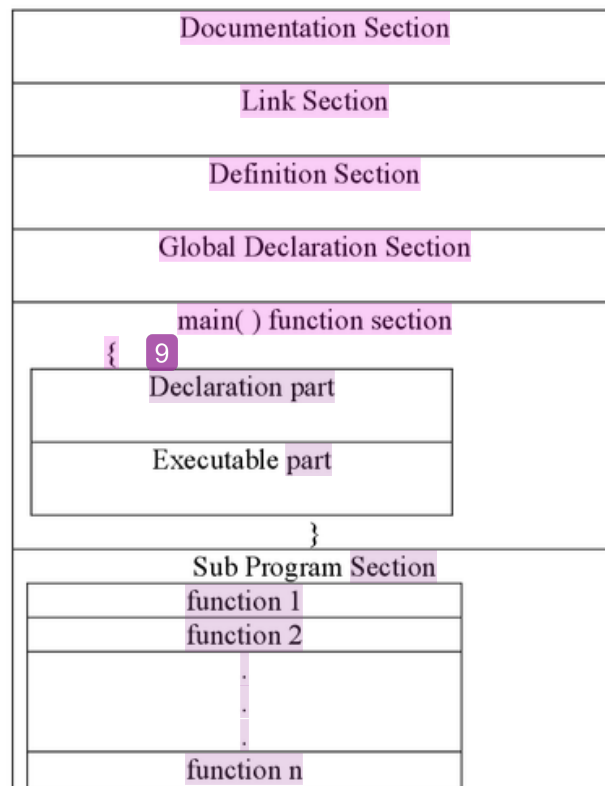 Documentation Section
Link Section
Definition Section
Global Declaration Section
main( ) function section
{ 9
Declaration part
Executable part
}
Sub Program Section
function 1
function 2
.
.
.
function n